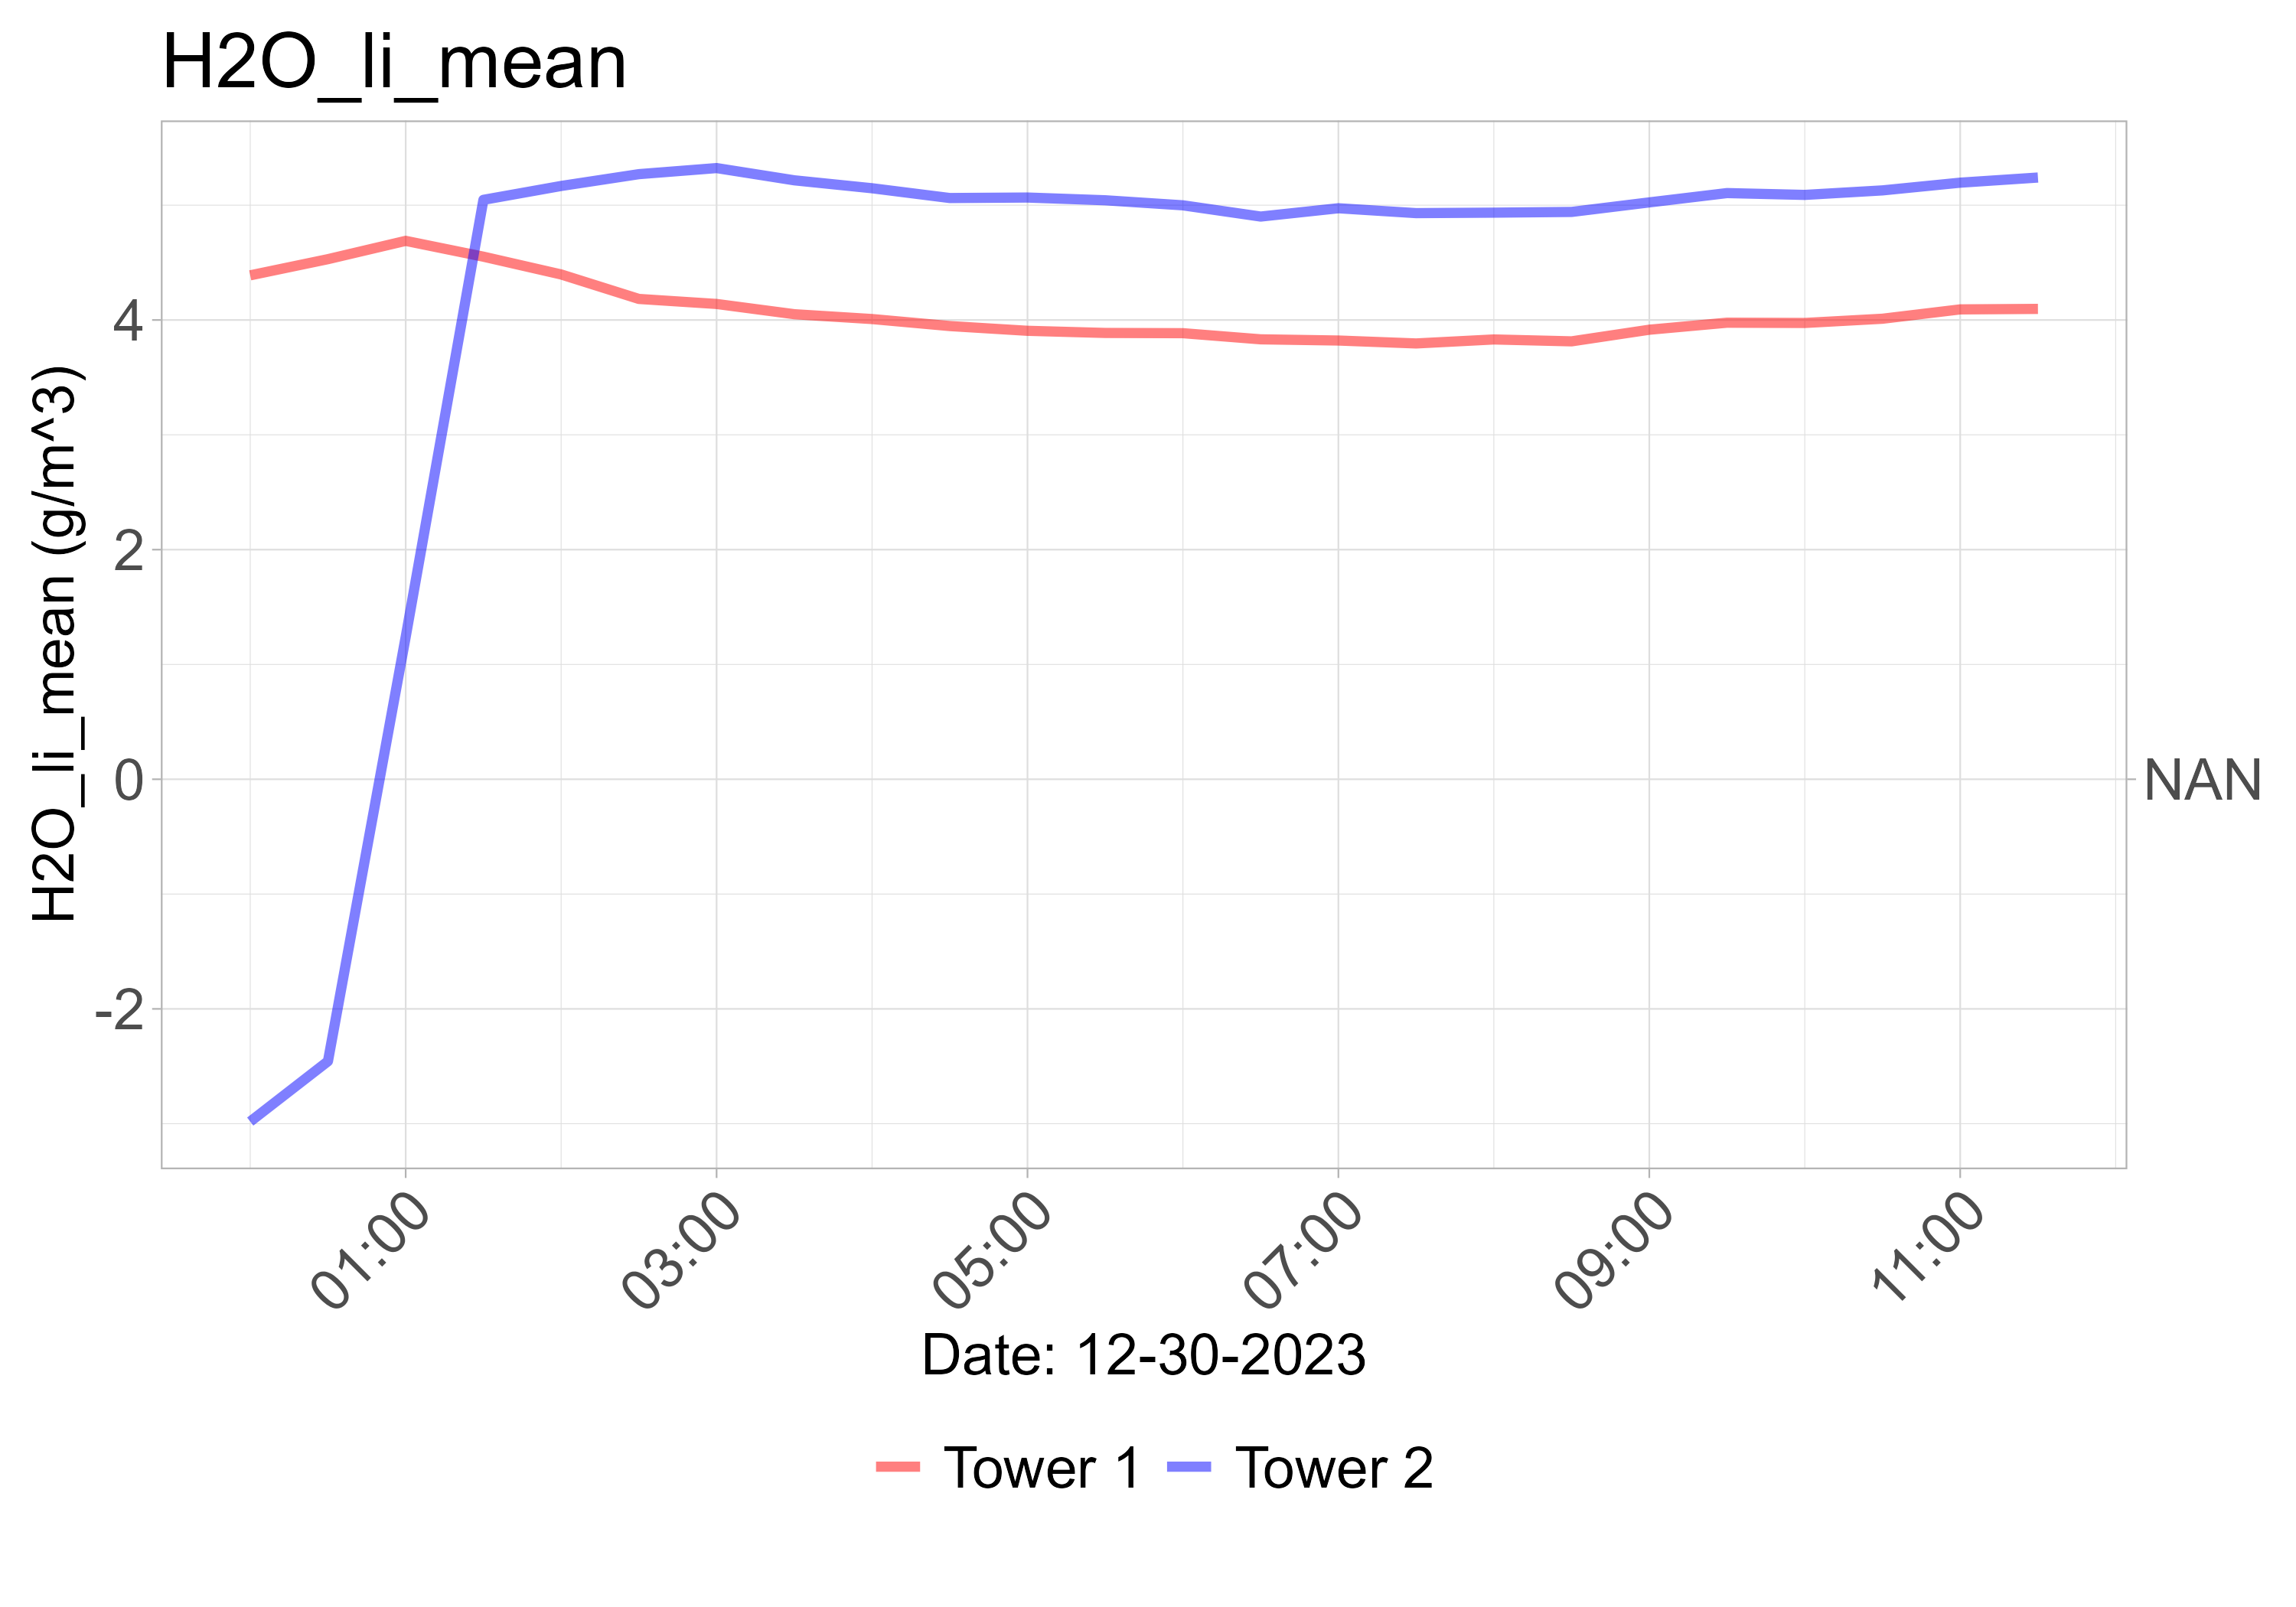 H2O_li_mean
H2O_li_mean (g/m^3)
4
2
0
-2
NAN
01:00
03:00
05:00
07:00
09:00
11:00
Date: 12-30-2023
Tower 1
Tower 2